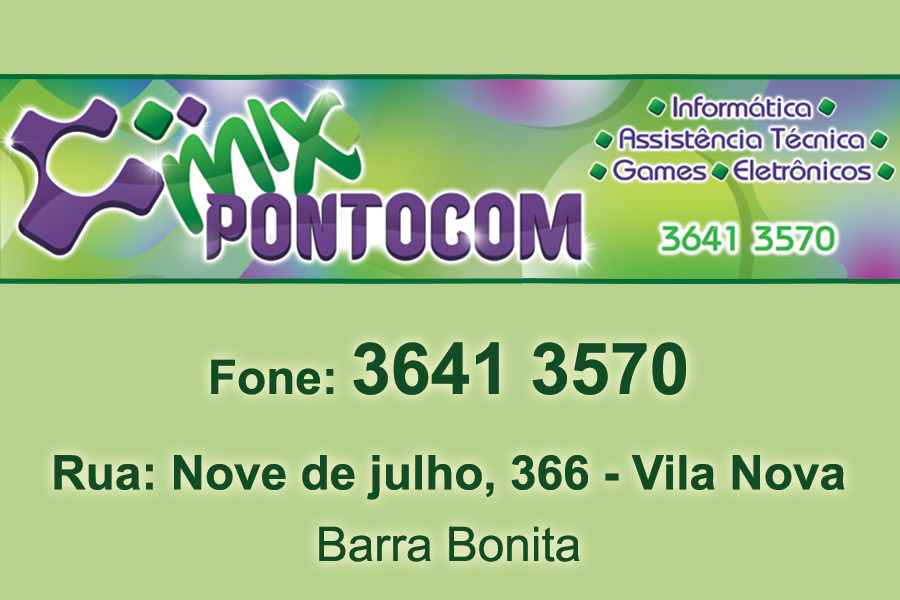 MIX
PONTOCOM
Informática
Assistência Técnica
Games Eletrônicos
3641 3570
Fone: 3641 3570
Rua: Nove de julho, 366 - Vila Nova
Barra Bonita